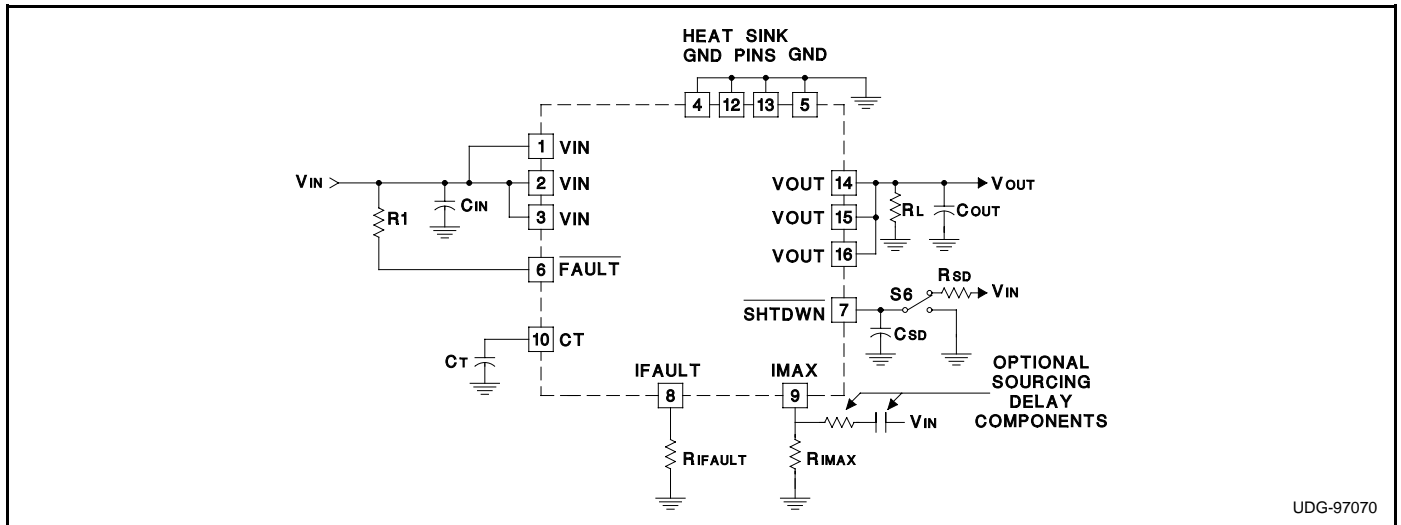 HEAT SINK
GND PINS GND
4 12 13 5
1 VIN
VIN
2 VIN
R1
CIN
3 VIN
6 FAULT
10 CT
CT
IFAULT
8
RIFAULT
IMAX
9
RIMAX
VIN
VOUT 14
VOUT
RL
COUT
VOUT 15
VOUT 16
SHTDWN 7
S6
RSD
VIN
CSD
OPTIONAL
SOURCING
DELAY
COMPONENTS
UDG-97070